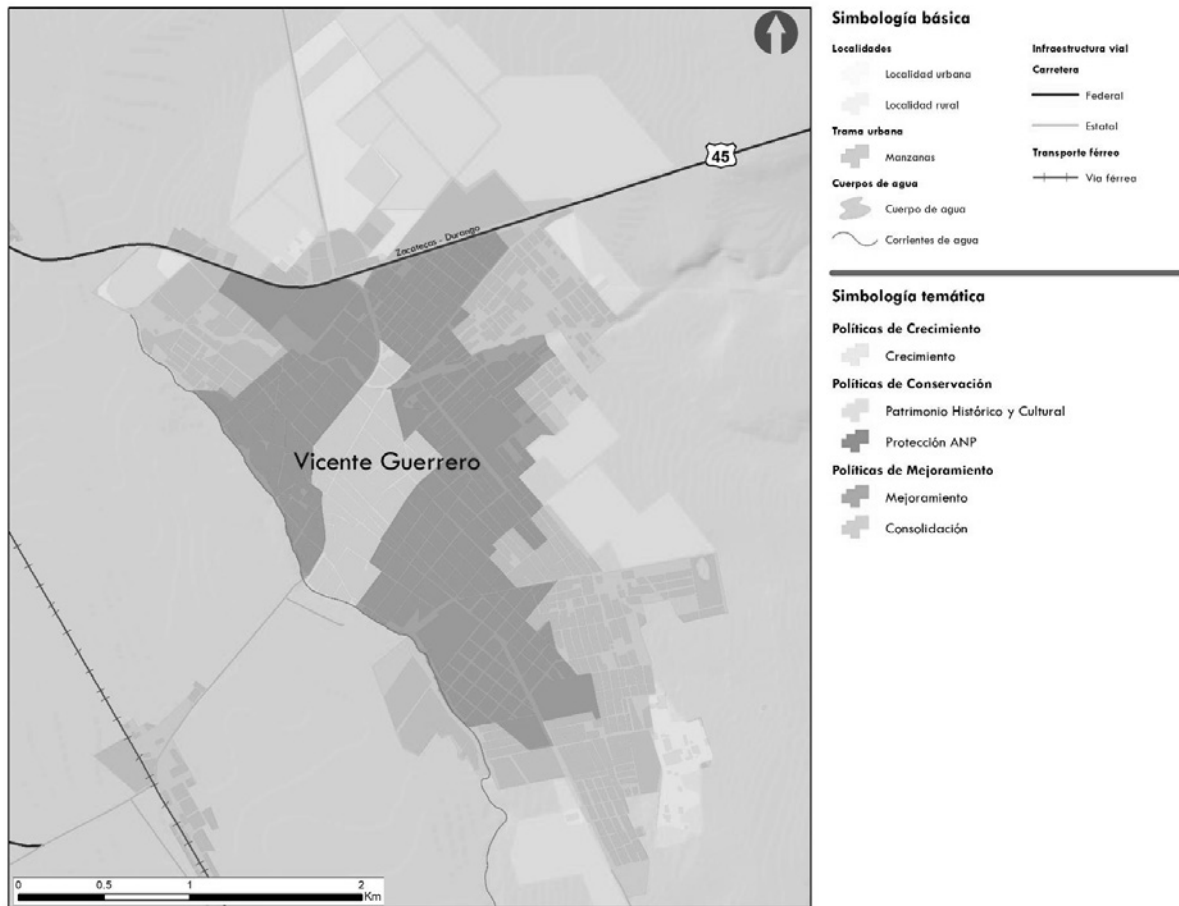 45
Zacatecas - Durango
Vicente Guerrero
0 0.5 1 2
Km
Simbología básica
Localidades
Localidad urbana
Localidad rural
Trama urbana
Manzanas
Cuerpos de agua
Cuerpo de agua
Corrientes de agua
Infraestructura vial
Carretera
Federal
Estatal
Transporte férreo
Vía férrea
Simbología temática
Políticas de Crecimiento
Crecimiento
Políticas de Conservación
Patrimonio Histórico y Cultural
Protección ANP
Políticas de Mejoramiento
Mejoramiento
Consolidación